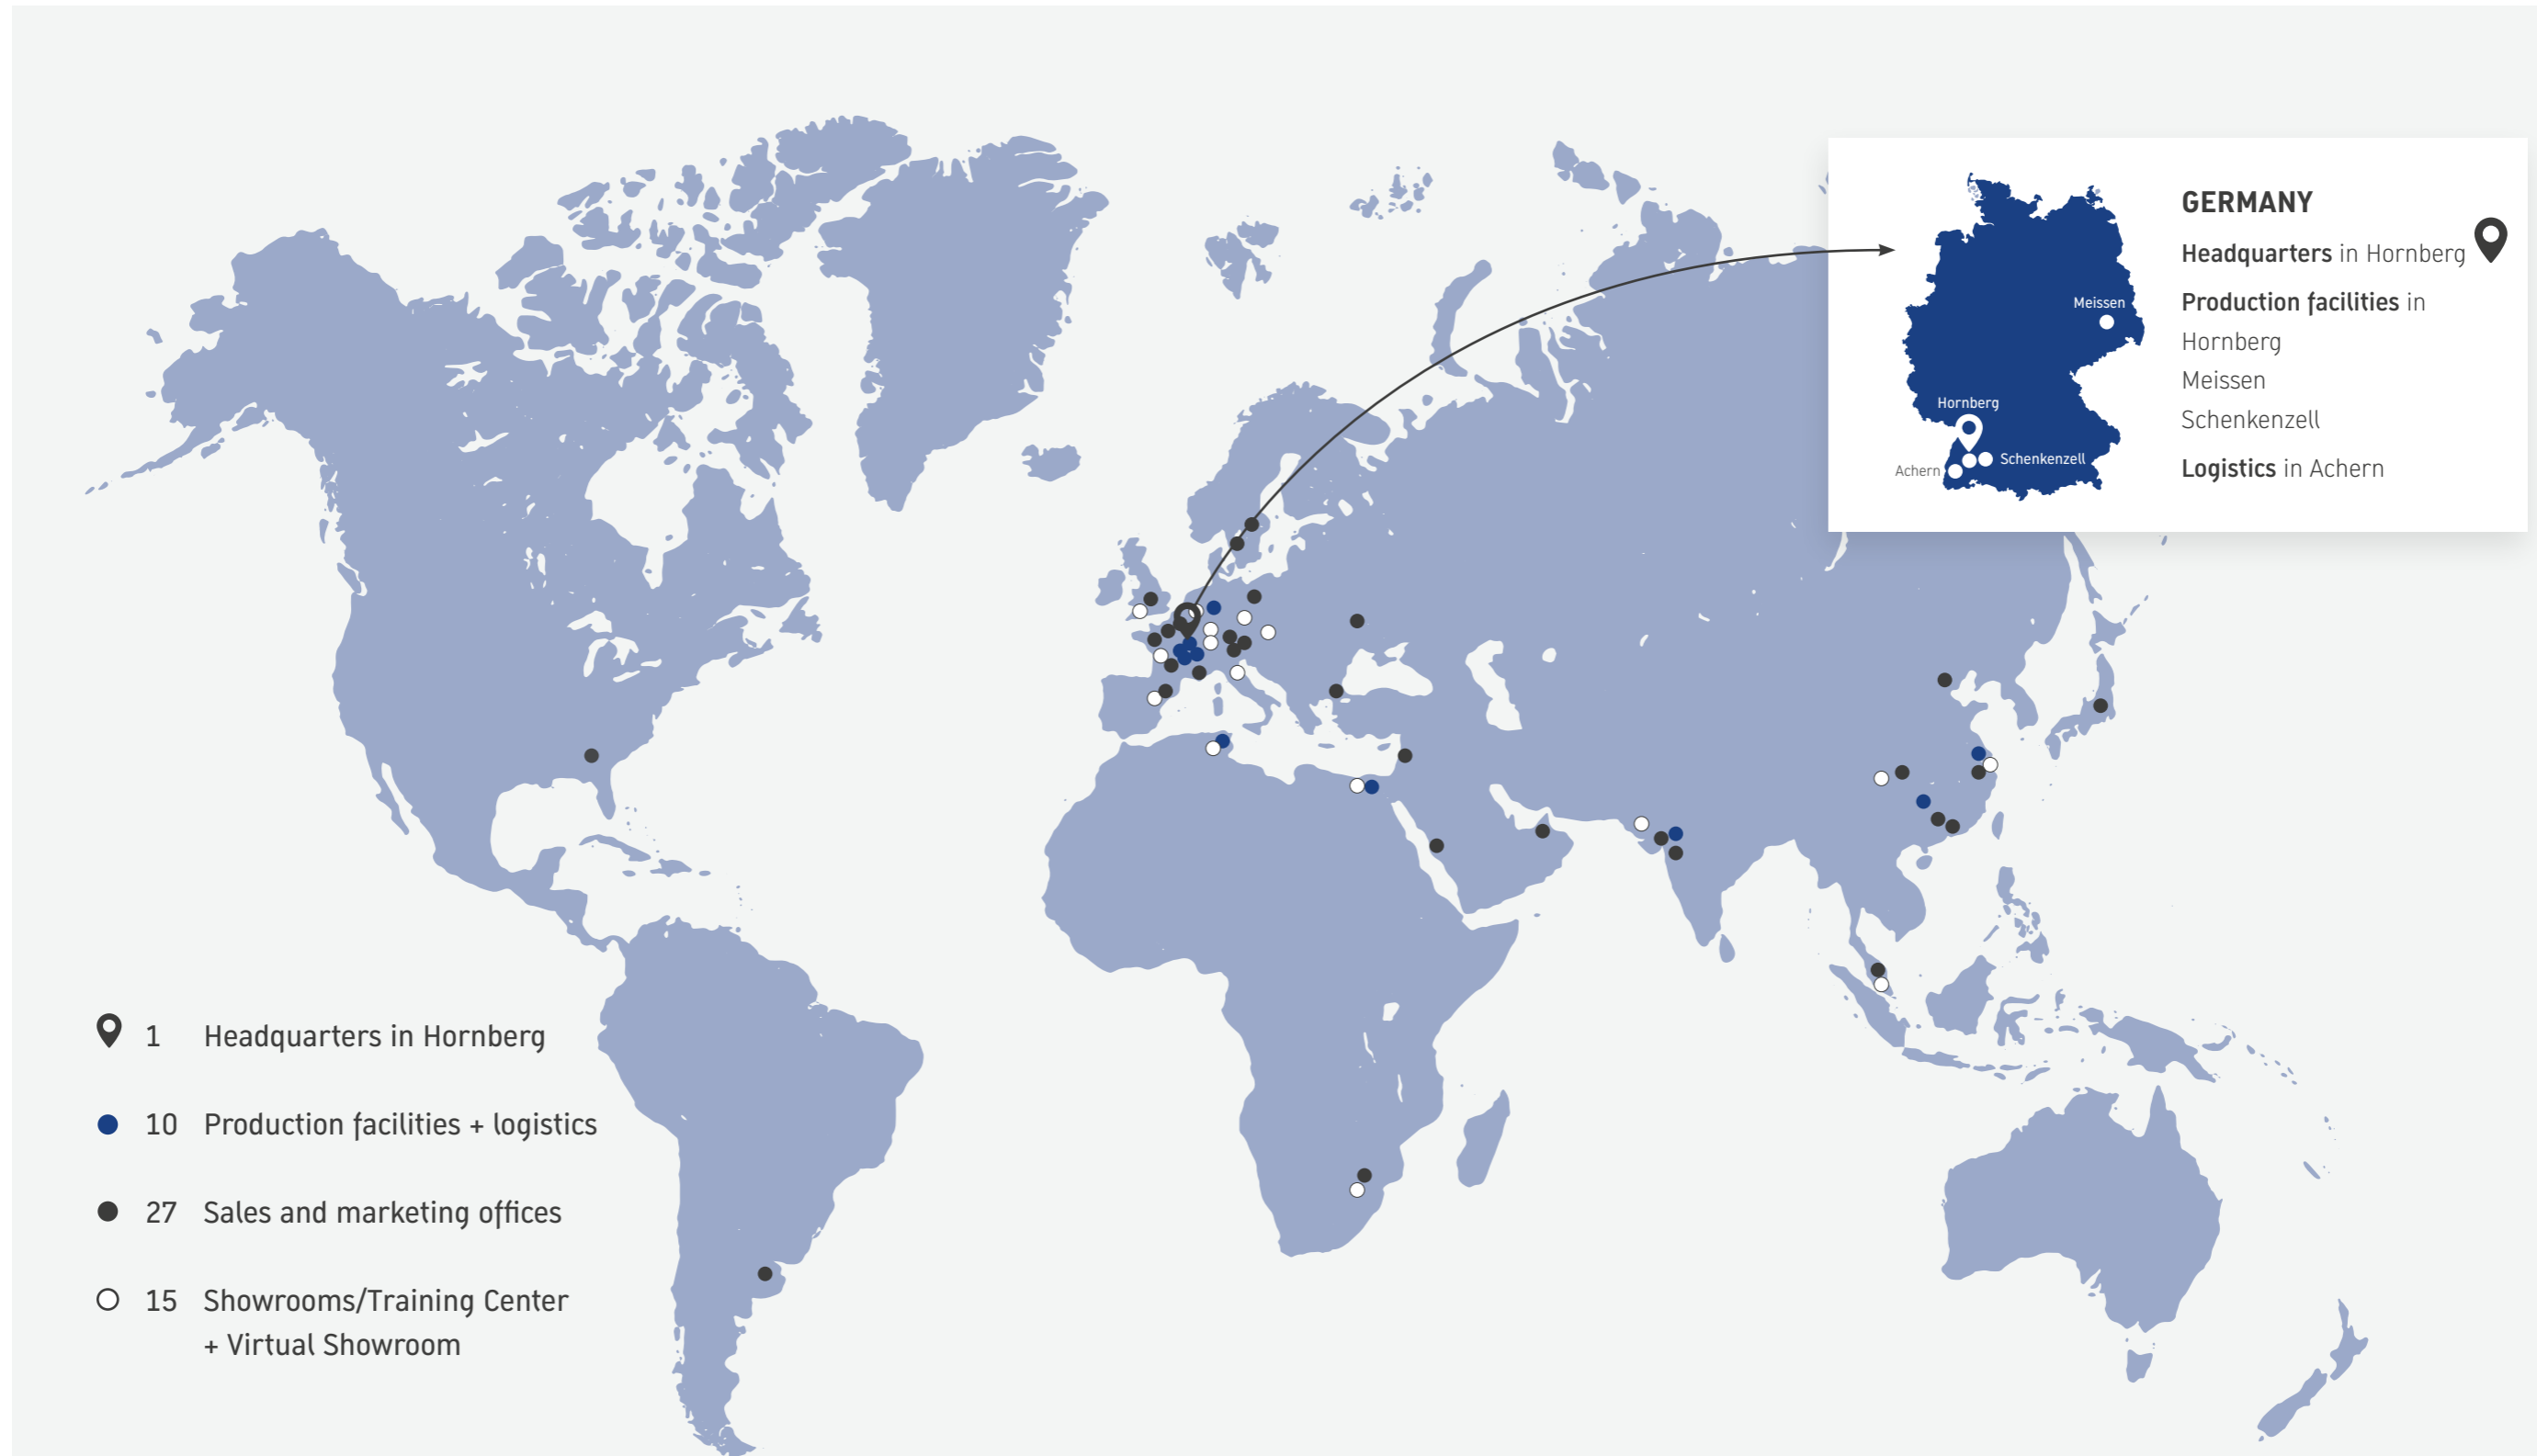 GERMANY
Headquarters in Hornberg
Production facilities in
Hornberg
Meissen
Schenkenzell
Logistics in Achern
Meissen
Hornberg
Schenkenzell
Achern
1 Headquarters in Hornberg
10 Production facilities + logistics
27 Sales and marketing offices
15 Showrooms/Training Center
+ Virtual Showroom